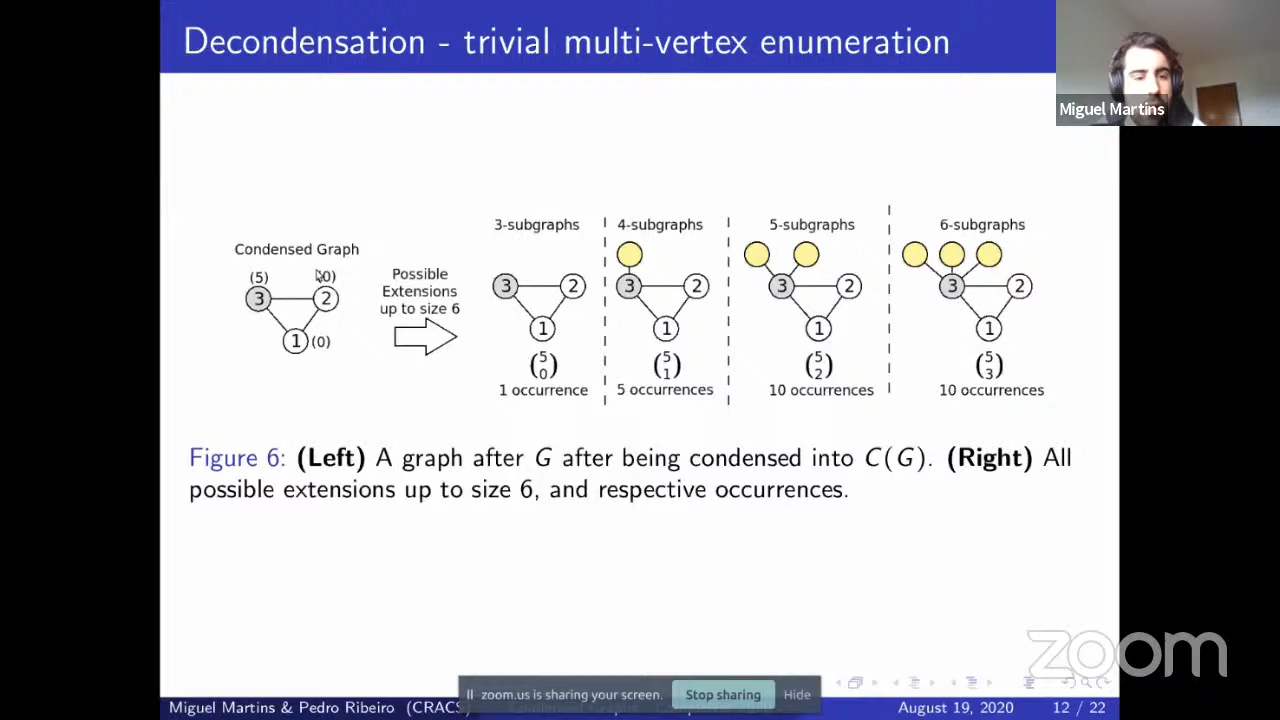 Decondensation - trivial multi-vertex enumeration
Miguel Martins
Condensed Graph
(5)
0)
3
2
1
(0)
Possible
Extensions
up to size 6
3-subgraphs
3
2
1
(5
0)
1 occurrence
4-subgraphs
3
2
1
(5
1)
5 occurrences
5-subgraphs
3
2
1
(5
2)
10 occurrences
6-subgraphs
3
2
1
(5
3)
10 occurrences
Figure 6: (Left) A graph after G after being condensed into C(G). (Right) All
possible extensions up to size 6, and respective occurrences.
zoom
zoom.us is sharing your screen.
Stop sharing
Hide
Miguel Martins & Pedro Ribeiro (CRACS
August 19, 2020
12 / 22